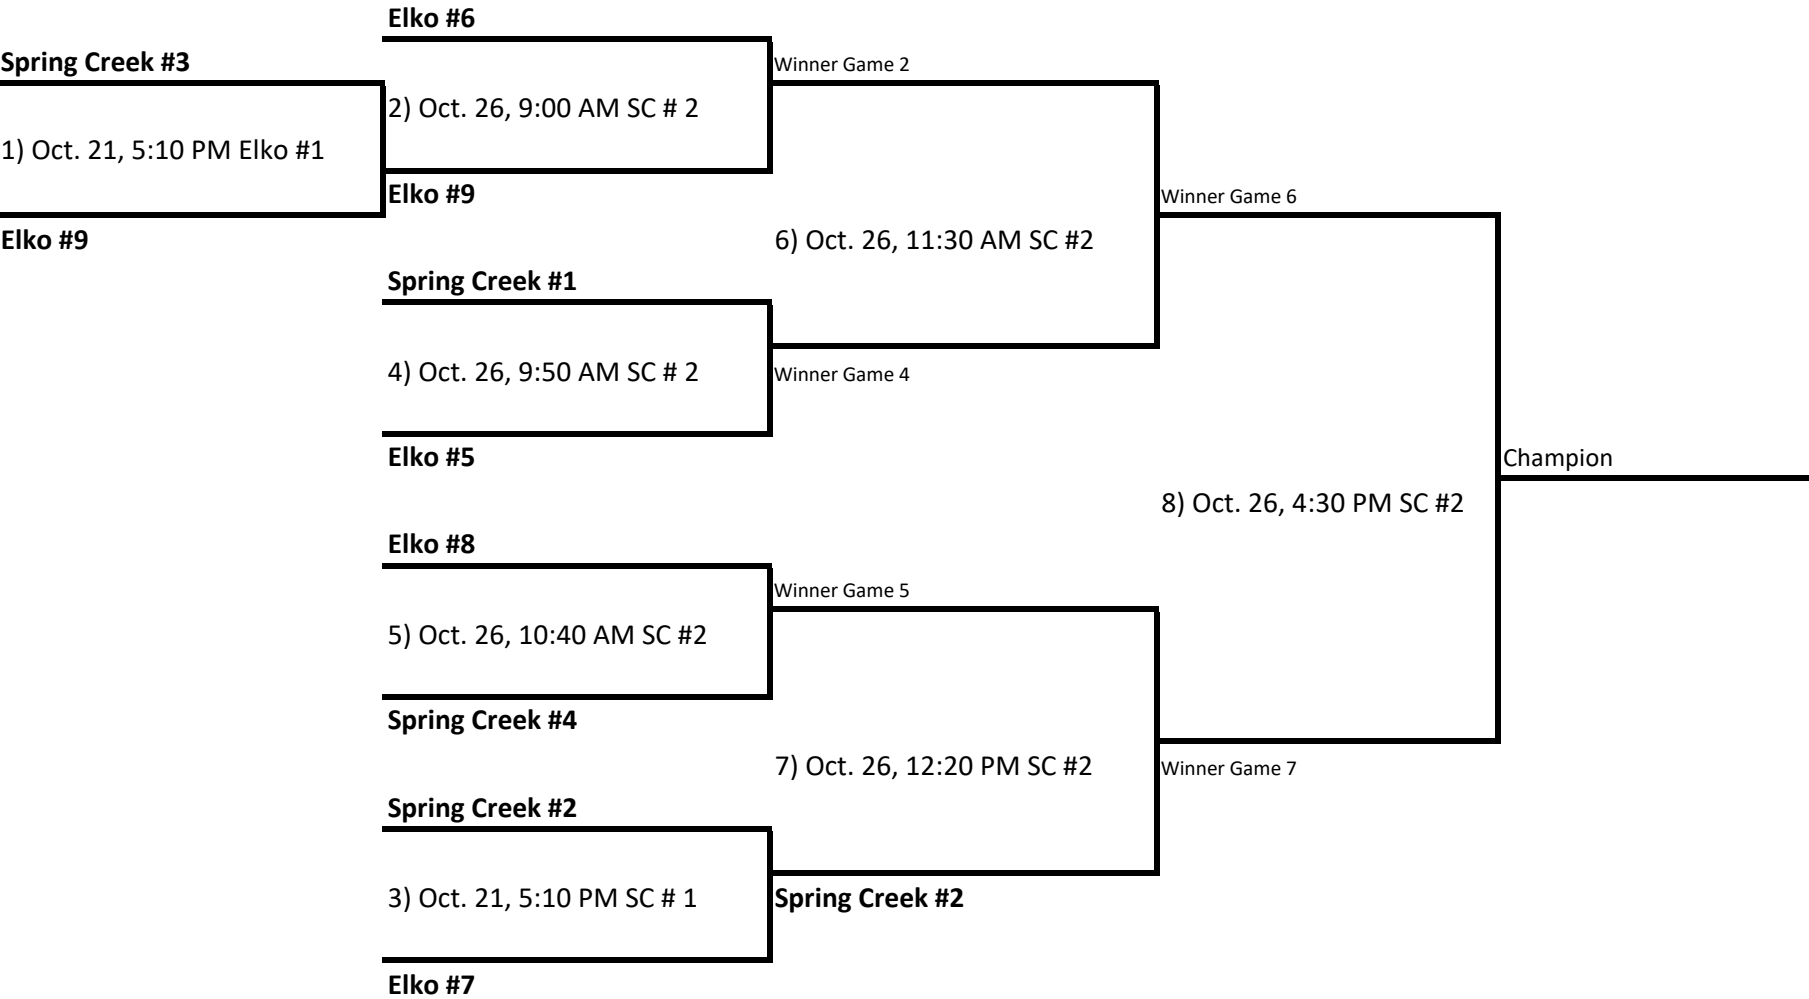 Elko #6
Spring Creek #3
Winner Game 2
2) Oct. 26, 9:00 AM SC # 2
1) Oct. 21, 5:10 PM Elko #1
Elko #9
Winner Game 6
Elko #9
6) Oct. 26, 11:30 AM SC #2
Spring Creek #1
4) Oct. 26, 9:50 AM SC # 2
Winner Game 4
Elko #5
Champion
8) Oct. 26, 4:30 PM SC #2
Elko #8
Winner Game 5
5) Oct. 26, 10:40 AM SC #2
Spring Creek #4
7) Oct. 26, 12:20 PM SC #2
Winner Game 7
Spring Creek #2
3) Oct. 21, 5:10 PM SC # 1
Spring Creek #2
Elko #7